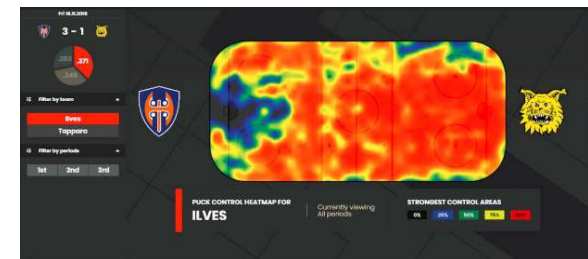 3 - 1
.371
Filter by team
Ilves
Tappara
Filter by periods
1st 2nd 3rd
PUCK CONTROL HEATMAP FOR
ILVES
Currently viewing
All periods
STRONGEST CONTROL AREAS
0% 25% 50% 75%